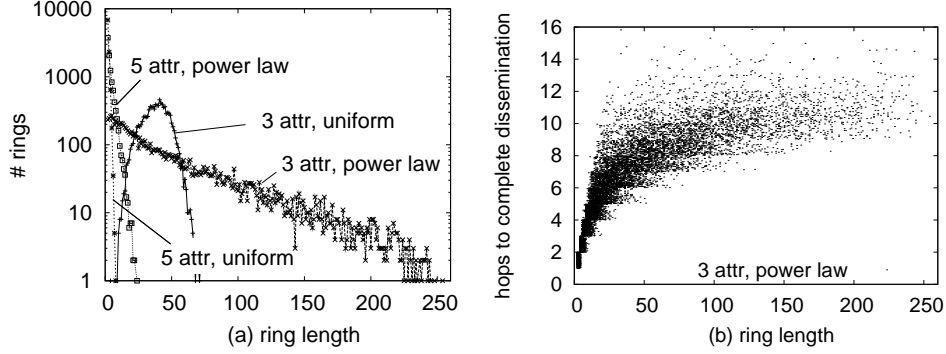 # rings
10000
1000
100
10
1
5 attr, power law
3 attr, uniform
3 attr, power law
5 attr, uniform
0 50 100 150 200 250
(a) ring length
hops to complete dissemination
16
14
12
10
8
6
4
2
0
3 attr, power law
0 50 100 150 200 250
(b) ring length